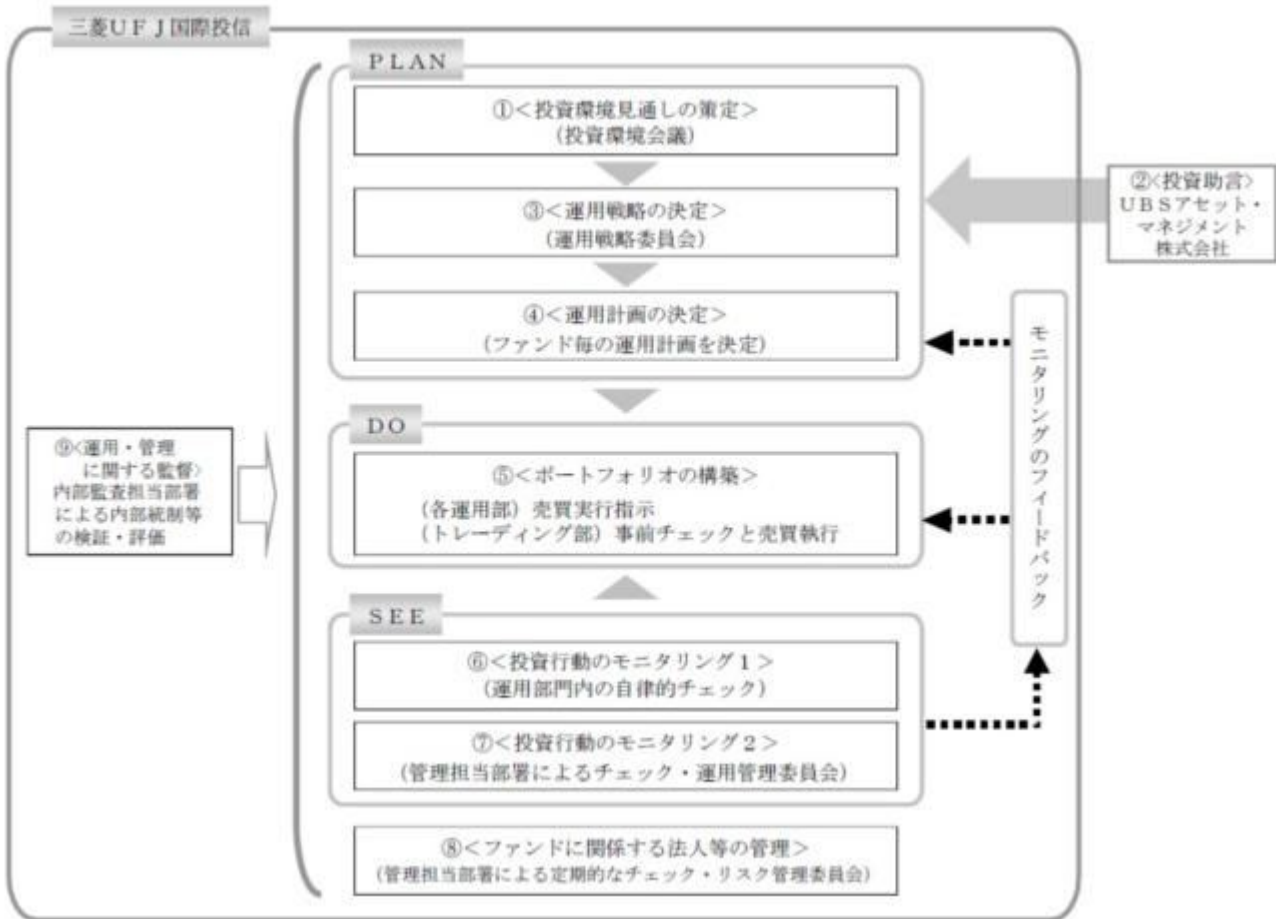 三菱UFJ国際投信
PLAN
①<投資環境見通しの策定>
(投資環境会議)
②<投資助言>
UBSアセット・
マネジメント
株式会社
③<運用戦略の決定>
(運用戦略委員会)
④<運用計画の決定>
(ファンド毎の運用計画を決定)
DO
⑤<ポートフォリオの構築>
(各運用部)売買実行指示
(トレーディング部)事前チェックと売買執行
SEE
⑥<投資行動のモニタリング1>
(運用部門内の自律的チェック)
⑦<投資行動のモニタリング2>
(管理担当部署によるチェック・運用管理委員会)
⑧<ファンドに関係する法人等の管理>
(管理担当部署による定期的なチェック・リスク管理委員会)
⑨<運用・管理
に関する監督>
内部監査担当部署
による内部統制等
の検証・評価
モニタリングのフィードバック